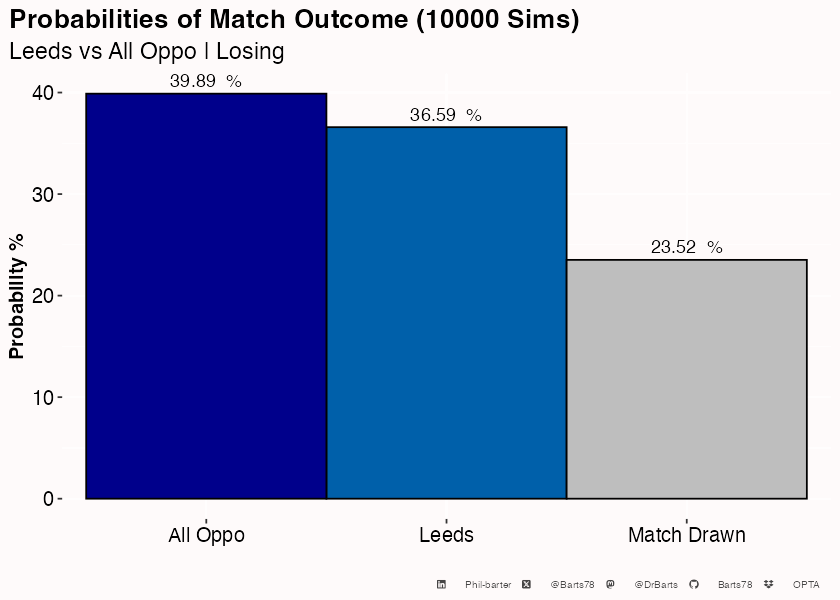 Probabilities of Match Outcome (10000 Sims)
Leeds vs All Oppo | Losing
39.89 %
36.59 %
23.52 %
40
30
20
10
0
Probability %
All Oppo
Leeds
Match Drawn
Phil-barter @Barts78 @DrBarts Barts78 OPTA